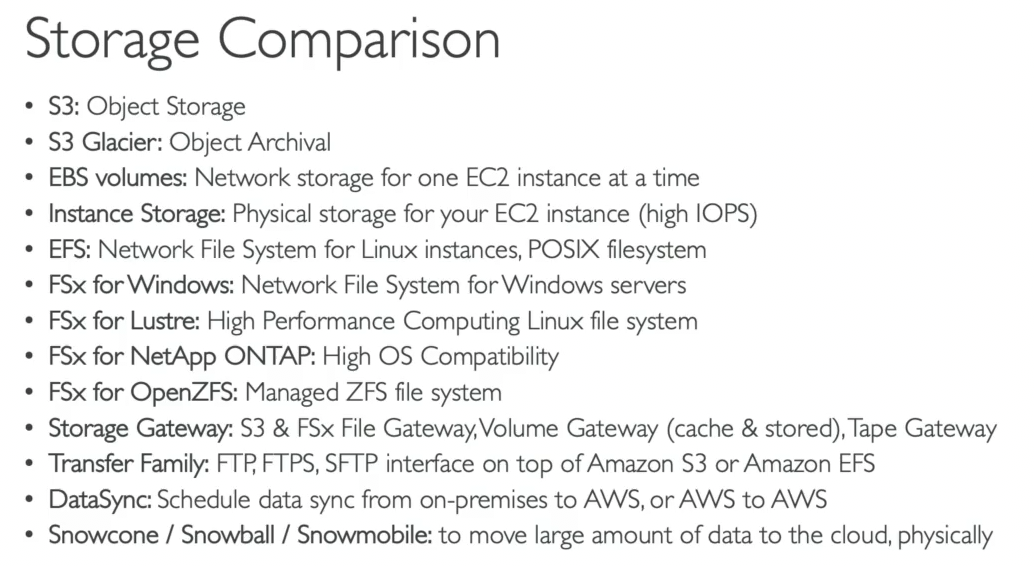 Storage Comparison
• S3: Object Storage
• S3 Glacier: Object Archival
• EBS volumes: Network storage for one EC2 instance at a time
• Instance Storage: Physical storage for your EC2 instance (high IOPS)
• EFS: Network File System for Linux instances, POSIX filesystem
• FSx for Windows: Network File System for Windows servers
• FSx for Lustre: High Performance Computing Linux file system
• FSx for NetApp ONTAP: High OS Compatibility
• FSx for OpenZFS: Managed ZFS file system
• Storage Gateway: S3 & FSx File Gateway, Volume Gateway (cache & stored), Tape Gateway
• Transfer Family: FTP, FTPS, SFTP interface on top of Amazon S3 or Amazon EFS
• DataSync: Schedule data sync from on-premises to AWS, or AWS to AWS
• Snowcone / Snowball / Snowmobile: to move large amount of data to the cloud, physically